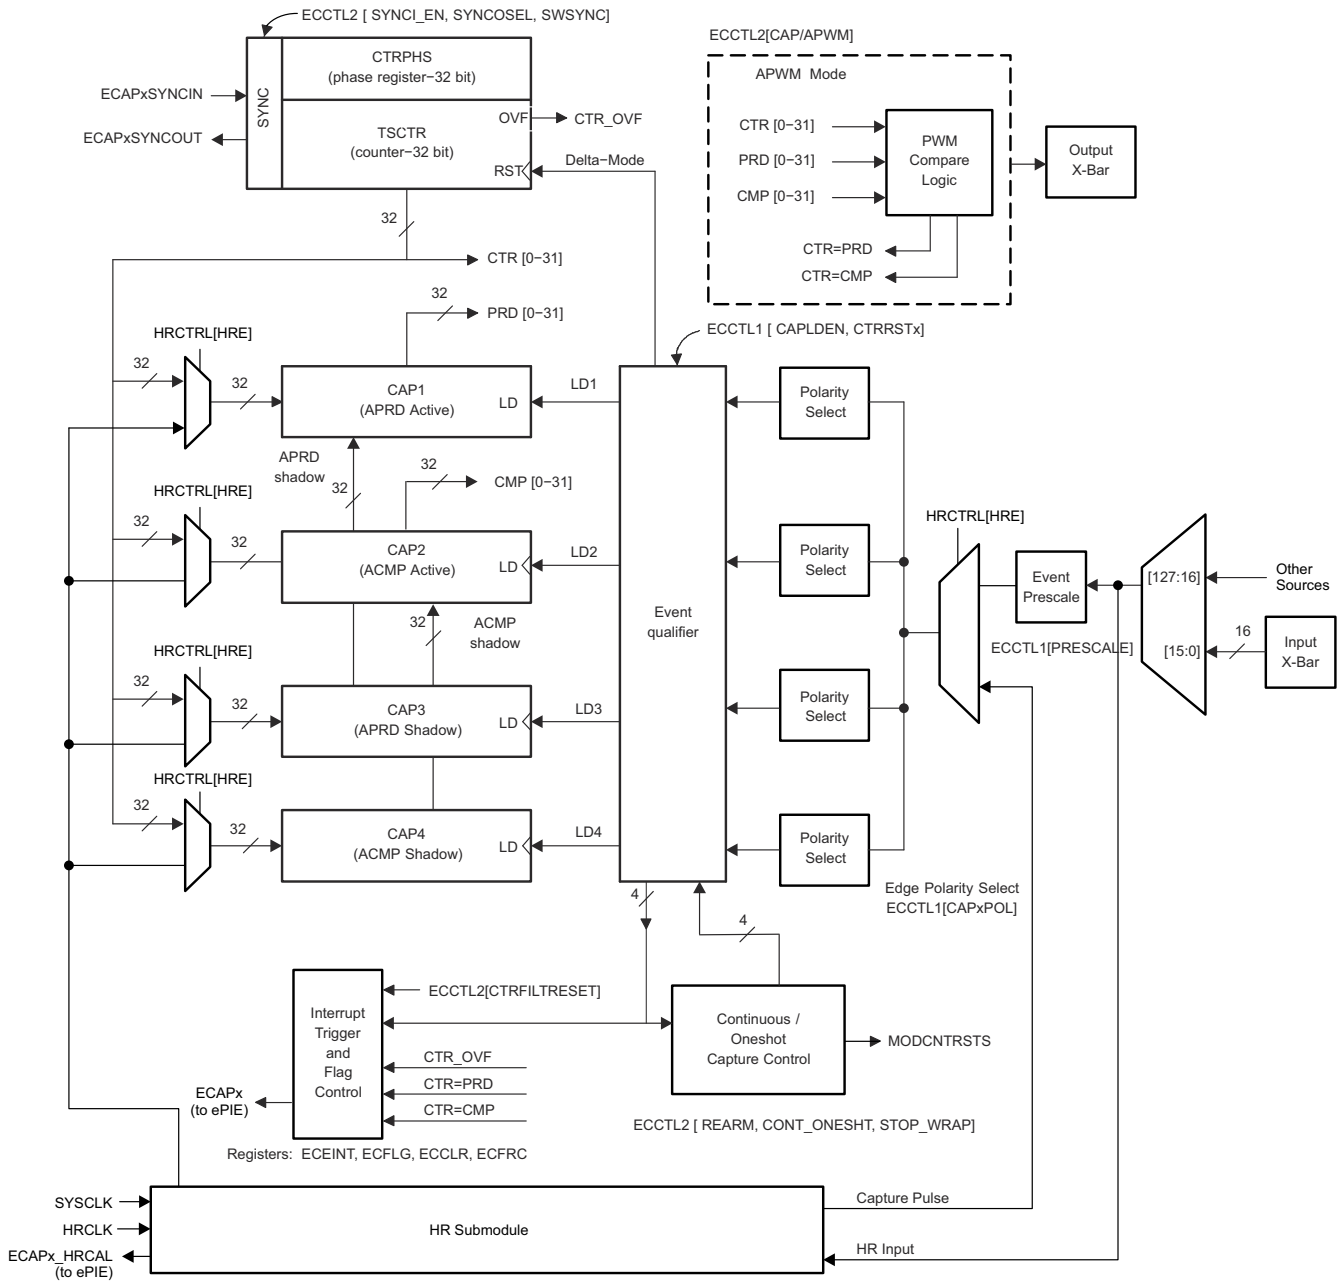 ECCTL2 [ SYNCI_EN, SYNCOSEL, SWSYNC]
ECCTL2[CAP/APWM]
SYNC
CTRPHS
(phase register−32 bit)
APWM Mode
ECAPxSYNCIN
ECAPxSYNCOUT
TSCTR
(counter−32 bit)
OVF
CTR_OVF
RST
Delta−Mode
CTR [0−31]
PRD [0−31]
CMP [0−31]
PWM
Compare
Logic
Output
X-Bar
CTR=PRD
CTR=CMP
32
CTR [0−31]
32
PRD [0−31]
ECCTL1 [ CAPLDEN, CTRRSTx]
HRCTRL[HRE]
32
32
CAP1
(APRD Active)
LD
LD1
Polarity
Select
APRD
shadow
32
32
CMP [0−31]
HRCTRL[HRE]
32
32
CAP2
(ACMP Active)
LD
LD2
Polarity
Select
HRCTRL[HRE]
Event
Prescale
[127:16]
Other
Sources
32
ACMP
shadow
Event
qualifier
ECCTL1[PRESCALE]
[15:0]
16
Input
X-Bar
HRCTRL[HRE]
32
32
CAP3
(APRD Shadow)
LD
LD3
Polarity
Select
HRCTRL[HRE]
32
32
CAP4
(ACMP Shadow)
LD
LD4
Polarity
Select
Edge Polarity Select
ECCTL1[CAPxPOL]
4
4
Interrupt
Trigger
and
Flag
Control
ECCTL2[CTRFILTRESET]
CTR_OVF
CTR=PRD
CTR=CMP
Continuous /
Oneshot
Capture Control
MODCNTRSTS
ECAPx
(to ePIE)
ECCTL2 [ REARM, CONT_ONESHT, STOP_WRAP]
Registers: ECEINT, ECFLG, ECCLR, ECFRC
SYSCLK
HRCLK
ECAPx_HRCAL
(to ePIE)
HR Submodule
Capture Pulse
HR Input